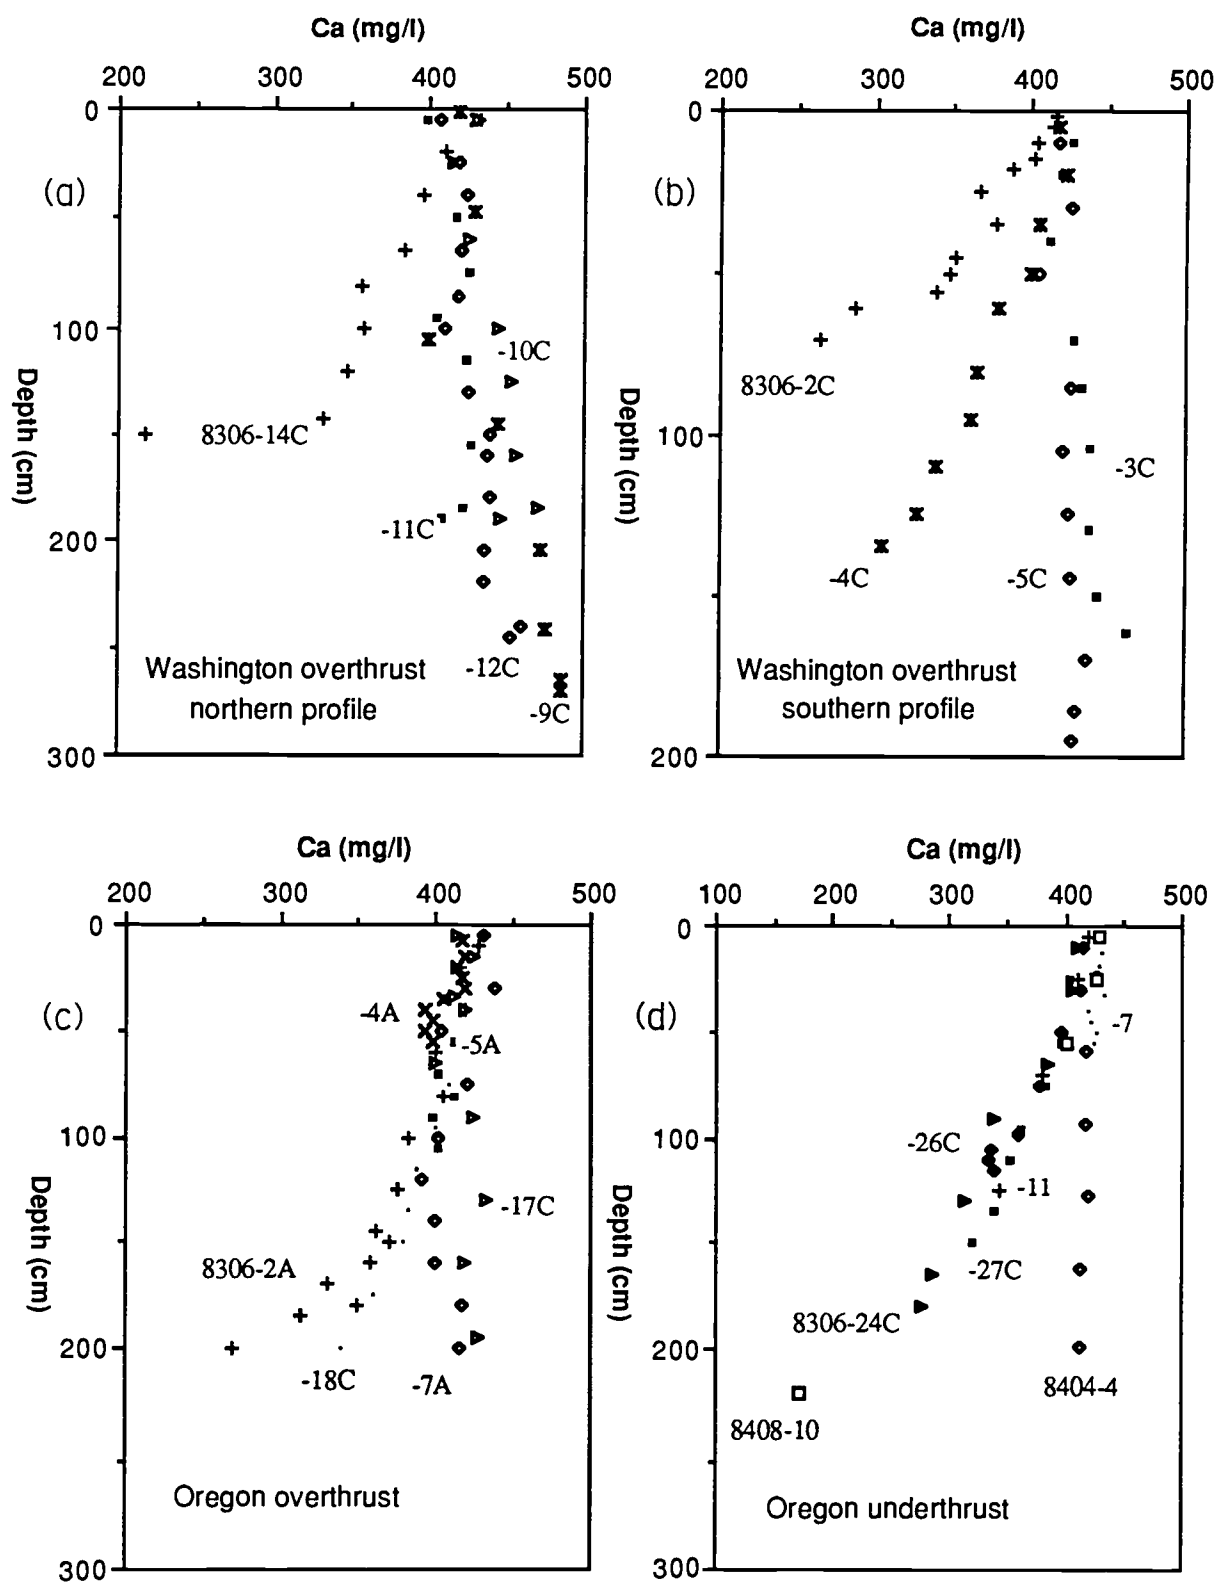 Ca (mg/l)
200 300 400 500
0
100
200
300
Depth (cm)
(a)
-10C
8306-14C
-11C
-12C
-9C
Washington overthrust
northern profile
Ca (mg/l)
200 300 400 500
0
100
200
Depth (cm)
(b)
8306-2C
-3C
-4C
-5C
Washington overthrust
southern profile
Ca (mg/l)
200 300 400 500
0
100
200
300
Depth (cm)
(c)
-4A
-5A
-17C
8306-2A
-18C
-7A
Oregon overthrust
Ca (mg/l)
100 200 300 400 500
0
100
200
300
Depth (cm)
(d)
-7
-26C
-11
-27C
8306-24C
8404-4
8408-10
Oregon underthrust